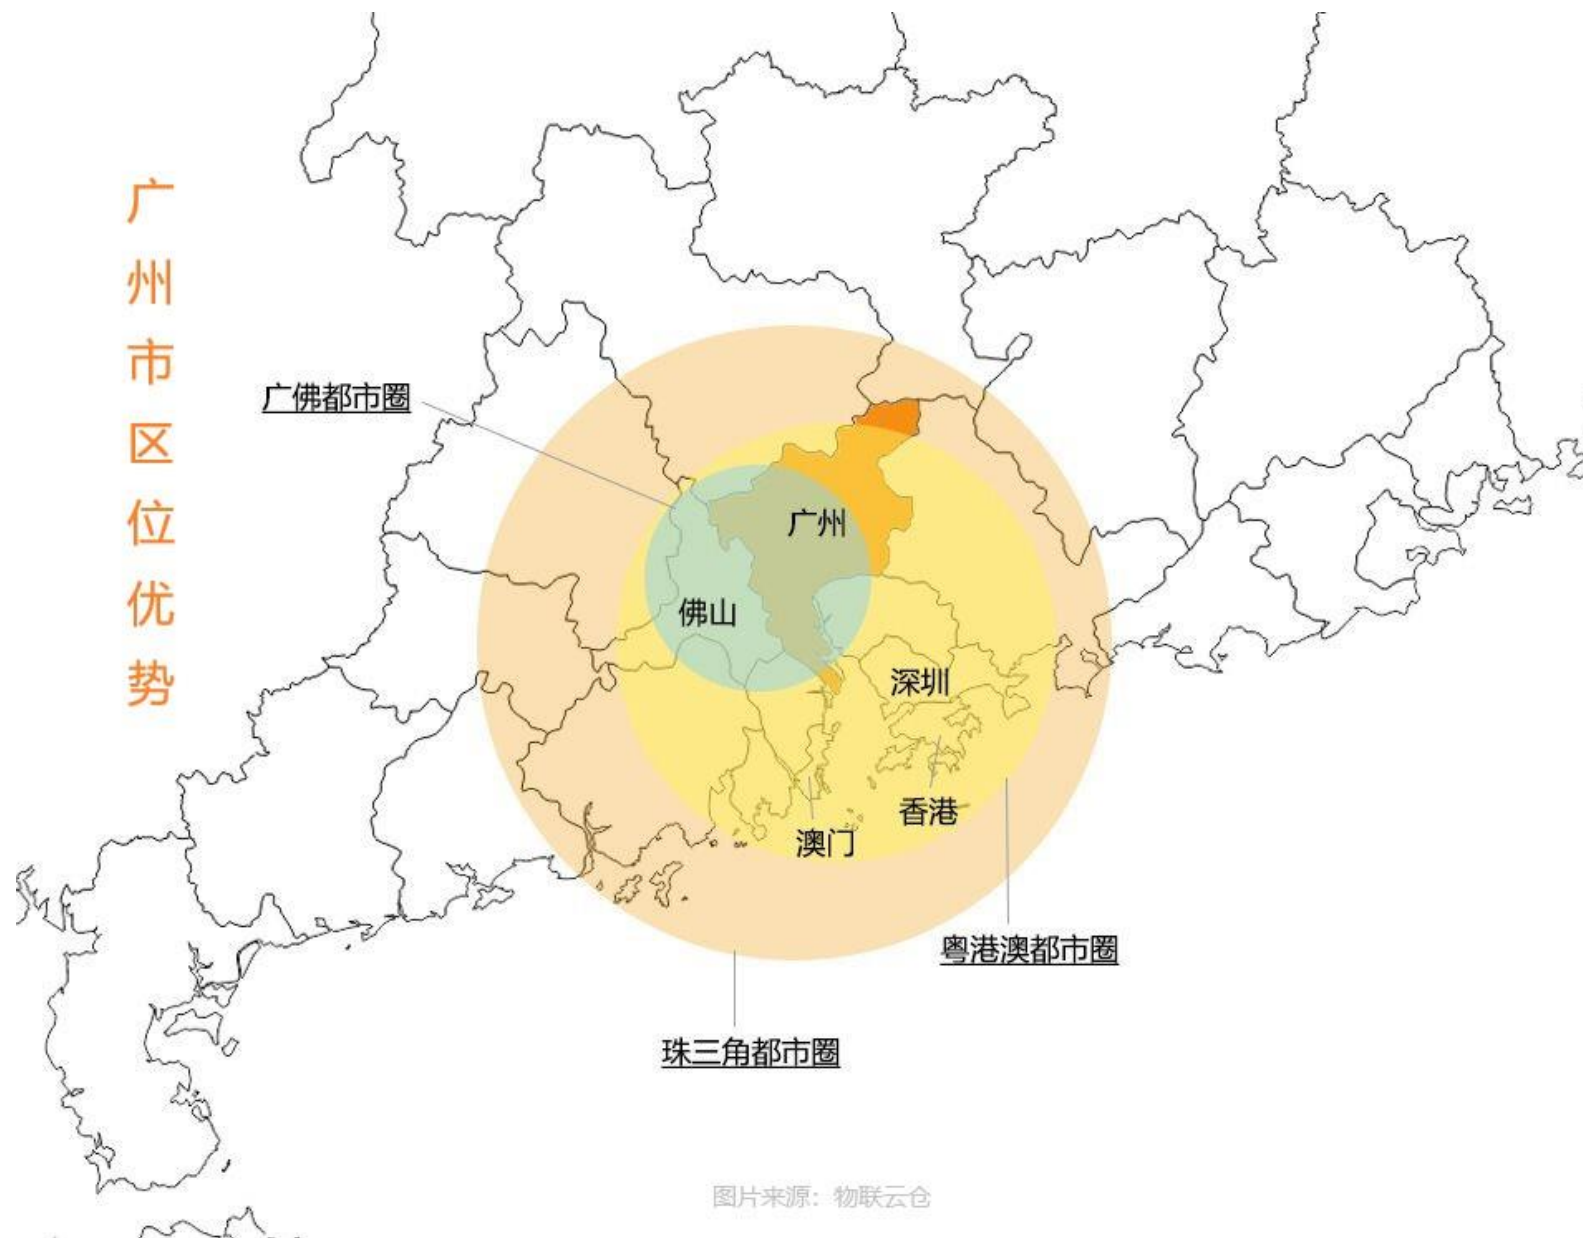 广州市区位优势
广佛都市圈
广州
佛山
深圳
香港
澳门
粤港澳都市圈
珠三角都市圈
图片来源：物联云仓